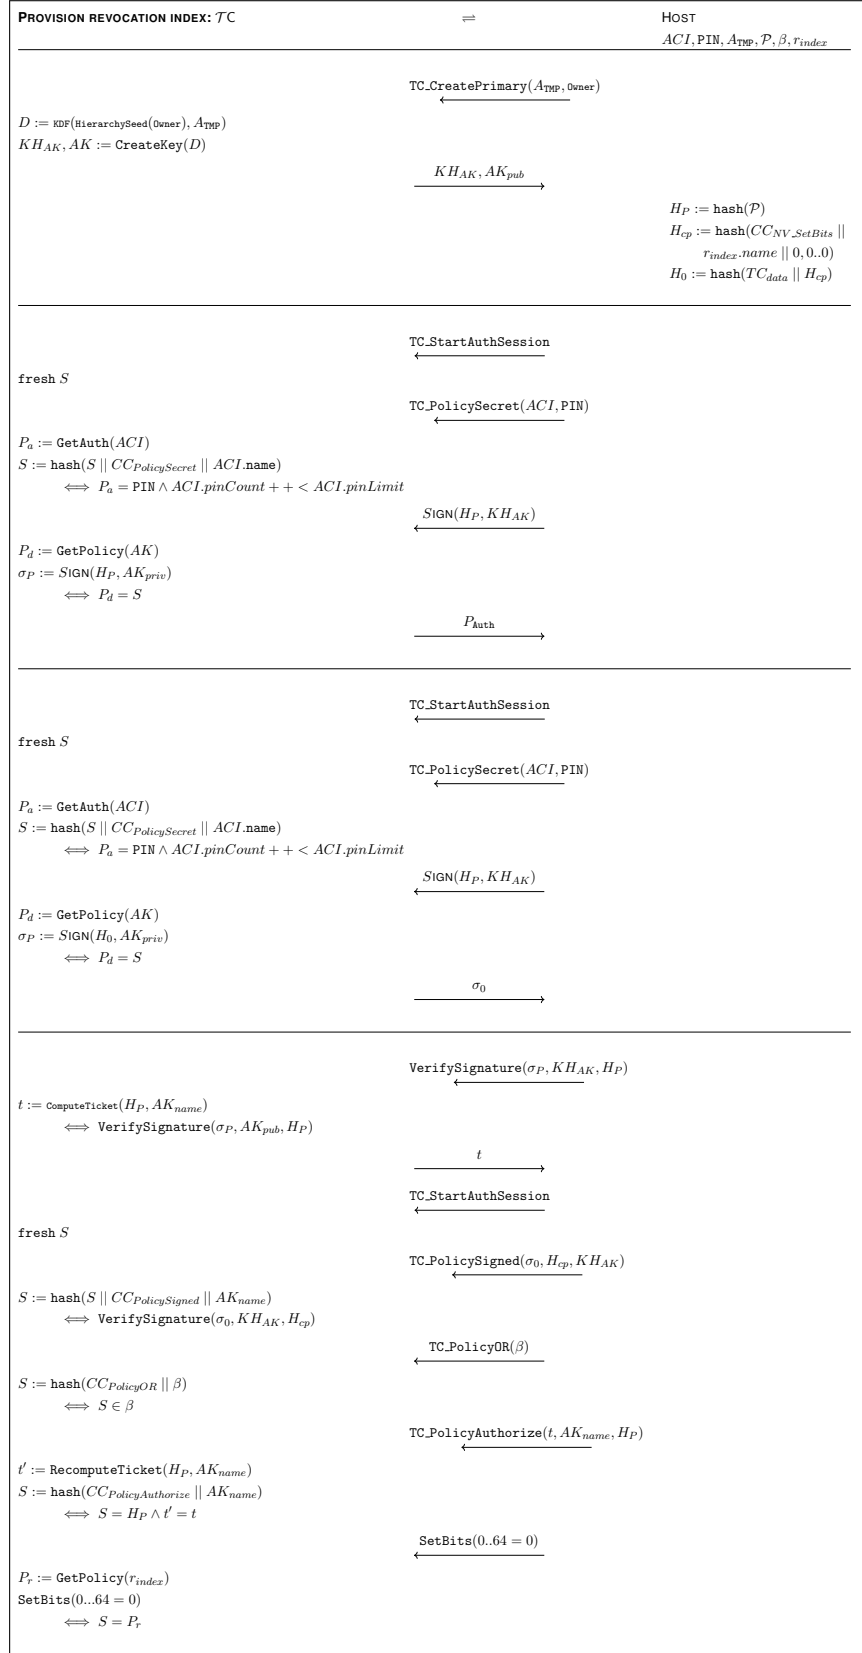 PROVISION REVOCATION INDEX: 𝒯C ⇌ HOST
ACI, PIN, A_TMP, 𝒫, β, r_index
TC_CreatePrimary(A_TMP, Owner)
D := KDF(HierarchySeed(Owner), A_TMP)
KH_AK, AK := CreateKey(D)
KH_AK, AK_pub
H_P := hash(𝒫)
H_cp := hash(CC_NV_SetBits ||
r_index.name || 0, 0..0)
H_0 := hash(TC_data || H_cp)
TC_StartAuthSession
fresh S
TC_PolicySecret(ACI, PIN)
P_a := GetAuth(ACI)
S := hash(S || CC_PolicySecret || ACI.name)
⟺ P_a = PIN ∧ ACI.pinCount + + < ACI.pinLimit
SIGN(H_P, KH_AK)
P_d := GetPolicy(AK)
σ_P := SIGN(H_P, AK_priv)
⟺ P_d = S
P_Auth
TC_StartAuthSession
fresh S
TC_PolicySecret(ACI, PIN)
P_a := GetAuth(ACI)
S := hash(S || CC_PolicySecret || ACI.name)
⟺ P_a = PIN ∧ ACI.pinCount + + < ACI.pinLimit
SIGN(H_P, KH_AK)
P_d := GetPolicy(AK)
σ_P := SIGN(H_0, AK_priv)
⟺ P_d = S
σ_0
VerifySignature(σ_P, KH_AK, H_P)
t := ComputeTicket(H_P, AK_name)
⟺ VerifySignature(σ_P, AK_pub, H_P)
t
TC_StartAuthSession
fresh S
TC_PolicySigned(σ_0, H_cp, KH_AK)
S := hash(S || CC_PolicySigned || AK_name)
⟺ VerifySignature(σ_0, KH_AK, H_cp)
TC_PolicyOR(β)
S := hash(CC_PolicyOR || β)
⟺ S ∈ β
TC_PolicyAuthorize(t, AK_name, H_P)
t′ := RecomputeTicket(H_P, AK_name)
S := hash(CC_PolicyAuthorize || AK_name)
⟺ S = H_P ∧ t′ = t
SetBits(0..64 = 0)
P_r := GetPolicy(r_index)
SetBits(0...64 = 0)
⟺ S = P_r